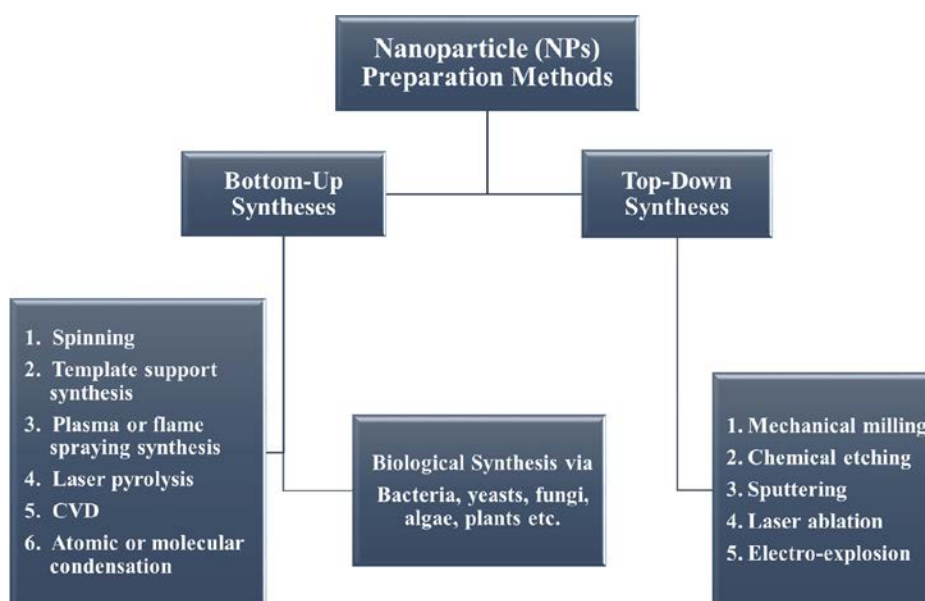 Nanoparticle (NPs)
Preparation Methods
Bottom-Up
Syntheses
Top-Down
Syntheses
1. Spinning
2. Template support
synthesis
3. Plasma or flame
spraying synthesis
4. Laser pyrolysis
5. CVD
6. Atomic or molecular
condensation
Biological Synthesis via
Bacteria, yeasts, fungi,
algae, plants etc.
1. Mechanical milling
2. Chemical etching
3. Sputtering
4. Laser ablation
5. Electro-explosion